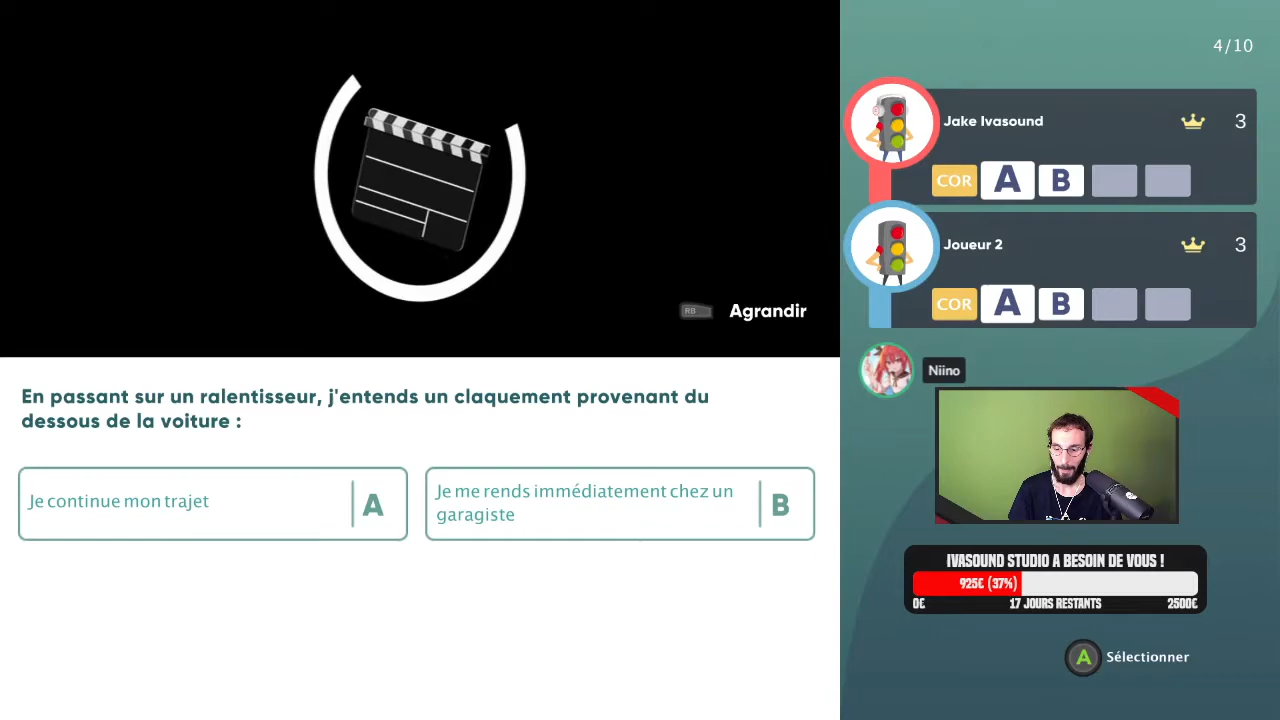 4/10
Jake Ivasound
3
COR
A
B
Joueur 2
3
COR
A
B
RB
Agrandir
Niino
En passant sur un ralentisseur, j'entends un claquement provenant du
dessous de la voiture :
Je continue mon trajet
A
Je me rends immédiatement chez un
garagiste
B
IVASOUND STUDIO A BESOIN DE VOUS !
925€ (37%)
0€
17 JOURS RESTANTS
2500€
A
Sélectionner